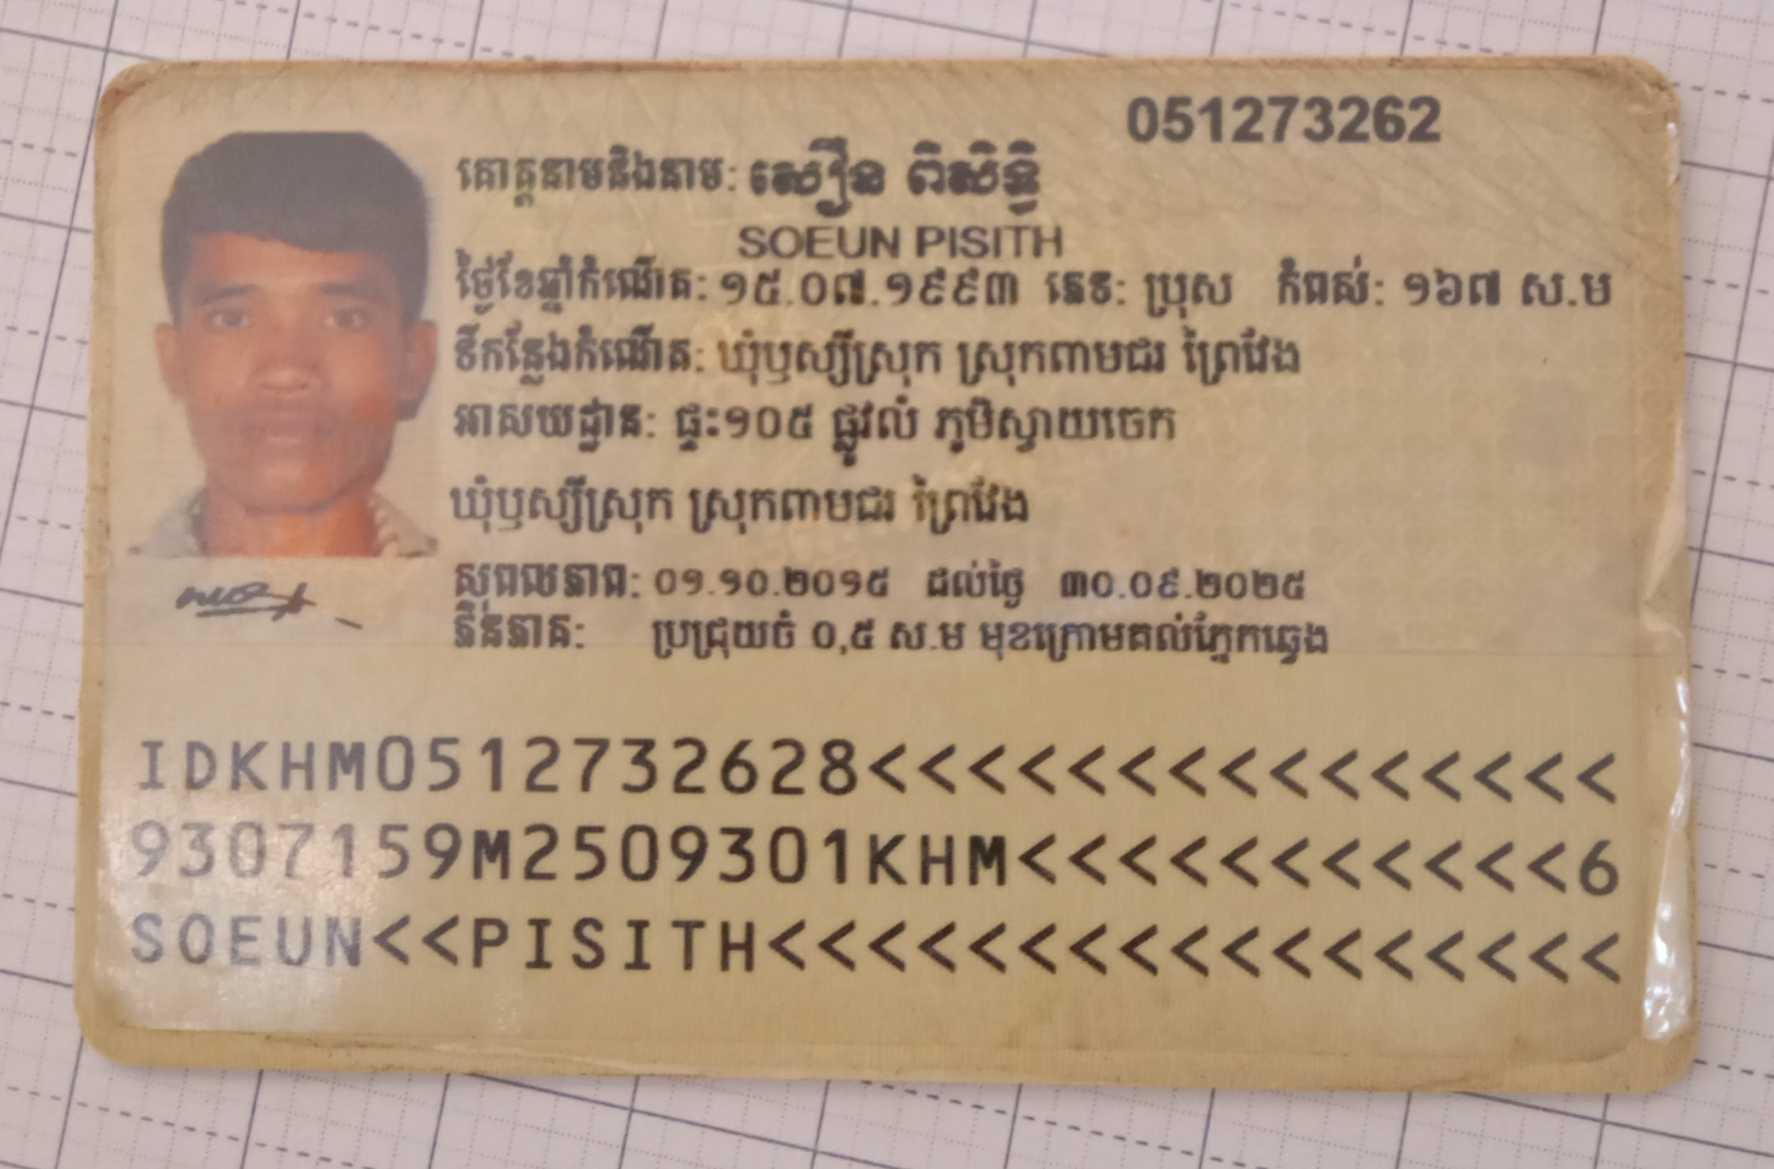 051273262
គោត្តនាមនិងនាម: សឿន ពិសិទ្ធិ
SOEUN PISITH
ថ្ងៃខែឆ្នាំកំណើត: ១៥.០៧.១៩៩៣ ភេទ: ប្រុស កំពស់: ១៦៧ ស.ម
ទីកន្លែងកំណើត: ឃុំឫស្សីស្រុក ស្រុកពាមជរ ព្រៃវែង
អាសយដ្ឋាន: ផ្ទះ១០៥ ផ្លូវលំ ភូមិស្វាយចេក
ឃុំឫស្សីស្រុក ស្រុកពាមជរ ព្រៃវែង
សុពលភាព: ០១.១០.២០១៥ ដល់ថ្ងៃ ៣០.០៩.២០២៥
ភិនភាគ: ប្រជ្រុយចំ ០,៥ ស.ម មុខក្រោមគល់ភ្នែកឆ្វេង
IDKHM0512732628<<<<<<<<<<<<<<<
9307159M2509301KHM<<<<<<<<<<<6
SOEUN<<PISITH<<<<<<<<<<<<<<<<<